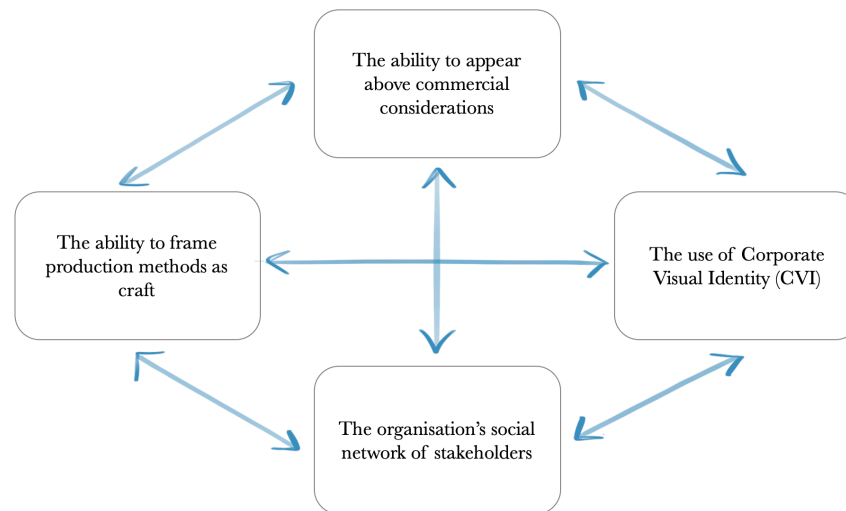 The ability to appear
above commercial
considerations
The ability to frame
production methods as
craft
The use of Corporate
Visual Identity (CVI)
The organisation’s social
network of stakeholders